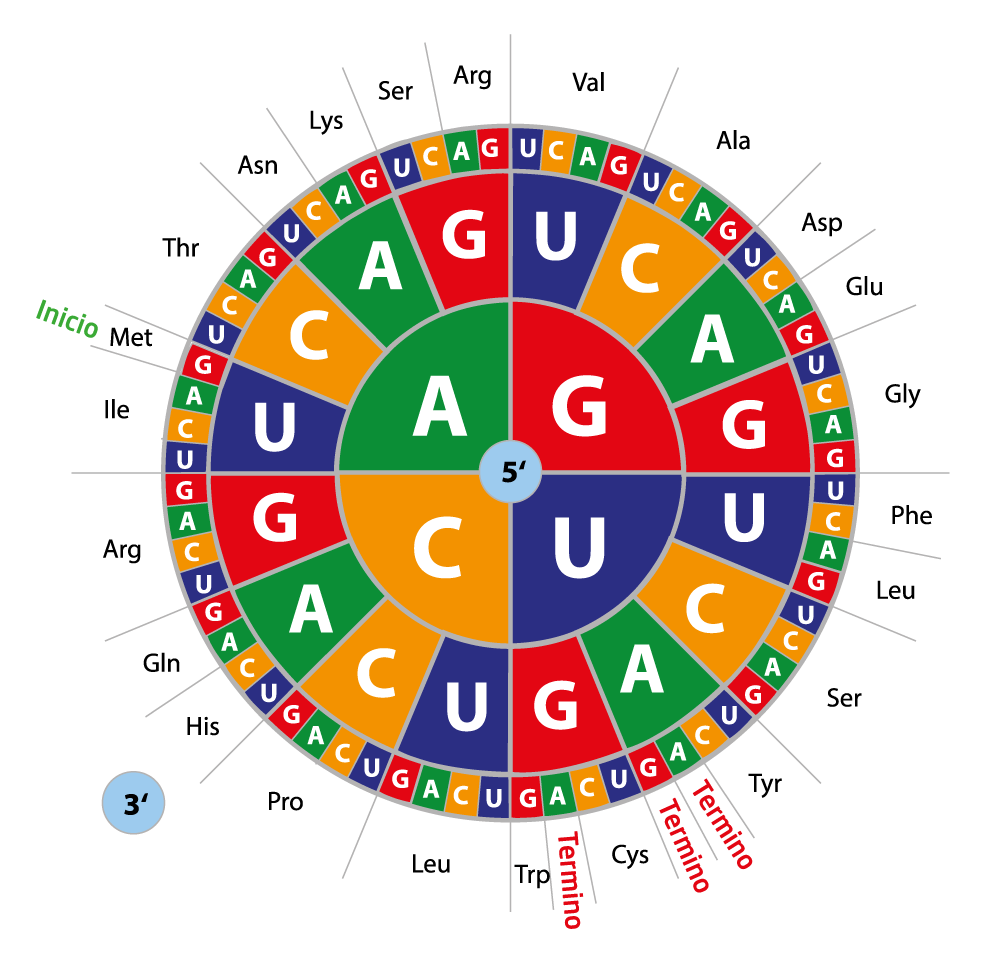 Val
Ala
Asp
Glu
Gly
Phe
Leu
Ser
Tyr
Termino
Termino
Cys
Termino
Trp
Leu
Pro
His
Gln
Arg
Ile
Met
Inicio
Thr
Asn
Lys
Ser
Arg
U C A G U C A G U C A G U C A G
U C A G U C A G U C A G U C A G
U C A G U C A G U C A G U C A G
U C A G U C A G U C A G U C A G
U C A G
U C A G
U C A G
U C A G
G
U
C
A
5‘
3‘